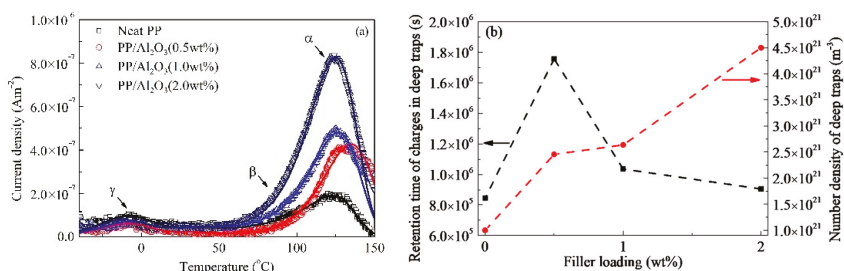 (a)
Neat PP
PP/Al2O3(0.5wt%)
PP/Al2O3(1.0wt%)
PP/Al2O3(2.0wt%)
α
β
γ
Current density (Am⁻²)
1.0×10⁻⁶
8.0×10⁻⁷
6.0×10⁻⁷
4.0×10⁻⁷
2.0×10⁻⁷
0.0
0 50 100 150
Temperature (°C)
(b)
Retention time of charges in deep traps (s)
2.0×10⁶
1.8×10⁶
1.6×10⁶
1.4×10⁶
1.2×10⁶
1.0×10⁶
8.0×10⁵
6.0×10⁵
0 1 2
Filler loading (wt%)
5.0×10²¹
4.5×10²¹
4.0×10²¹
3.5×10²¹
3.0×10²¹
2.5×10²¹
2.0×10²¹
1.5×10²¹
1.0×10²¹
Number density of deep traps (m⁻³)